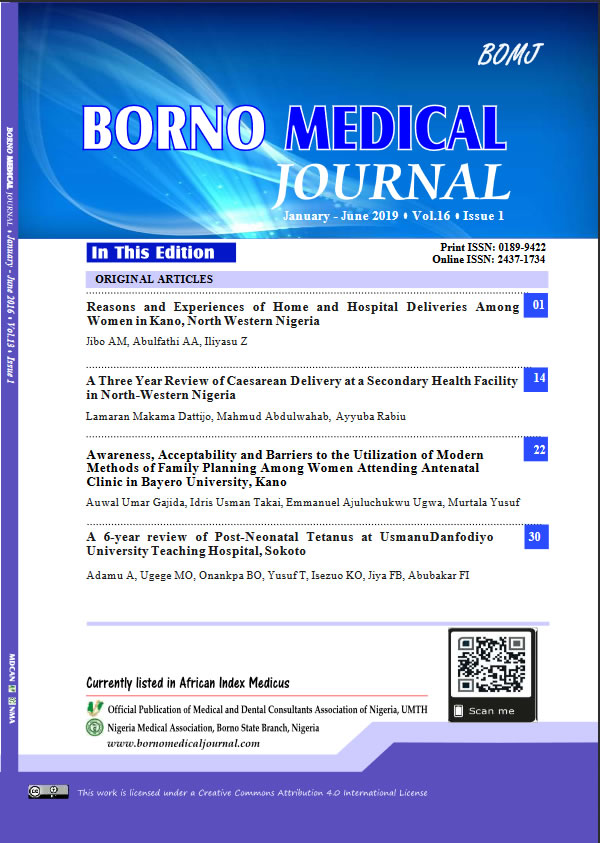 BOMJ
BORNO MEDICAL
JOURNAL
January - June 2019 • Vol.16 • Issue 1
BORNO MEDICAL JOURNAL • January - June 2016 • Vol.13 • Issue 1
In This Edition
Print ISSN: 0189-9422
Online ISSN: 2437-1734
ORIGINAL ARTICLES
Reasons and Experiences of Home and Hospital Deliveries Among
Women in Kano, North Western Nigeria
01
Jibo AM, Abulfathi AA, Iliyasu Z
A Three Year Review of Caesarean Delivery at a Secondary Health Facility
in North-Western Nigeria
14
Lamaran Makama Dattijo, Mahmud Abdulwahab, Ayyuba Rabiu
Awareness, Acceptability and Barriers to the Utilization of Modern
Methods of Family Planning Among Women Attending Antenatal
Clinic in Bayero University, Kano
22
Auwal Umar Gajida, Idris Usman Takai, Emmanuel Ajuluchukwu Ugwa, Murtala Yusuf
A 6-year review of Post-Neonatal Tetanus at UsmanuDanfodiyo
University Teaching Hospital, Sokoto
30
Adamu A, Ugege MO, Onankpa BO, Yusuf T, Isezuo KO, Jiya FB, Abubakar FI
MDCAN NMA
Currently listed in African Index Medicus
Official Publication of Medical and Dental Consultants Association of Nigeria, UMTH
Nigeria Medical Association, Borno State Branch, Nigeria
www.bornomedicaljournal.com
Scan me
cc BY
This work is licensed under a Creative Commons Attribution 4.0 International License